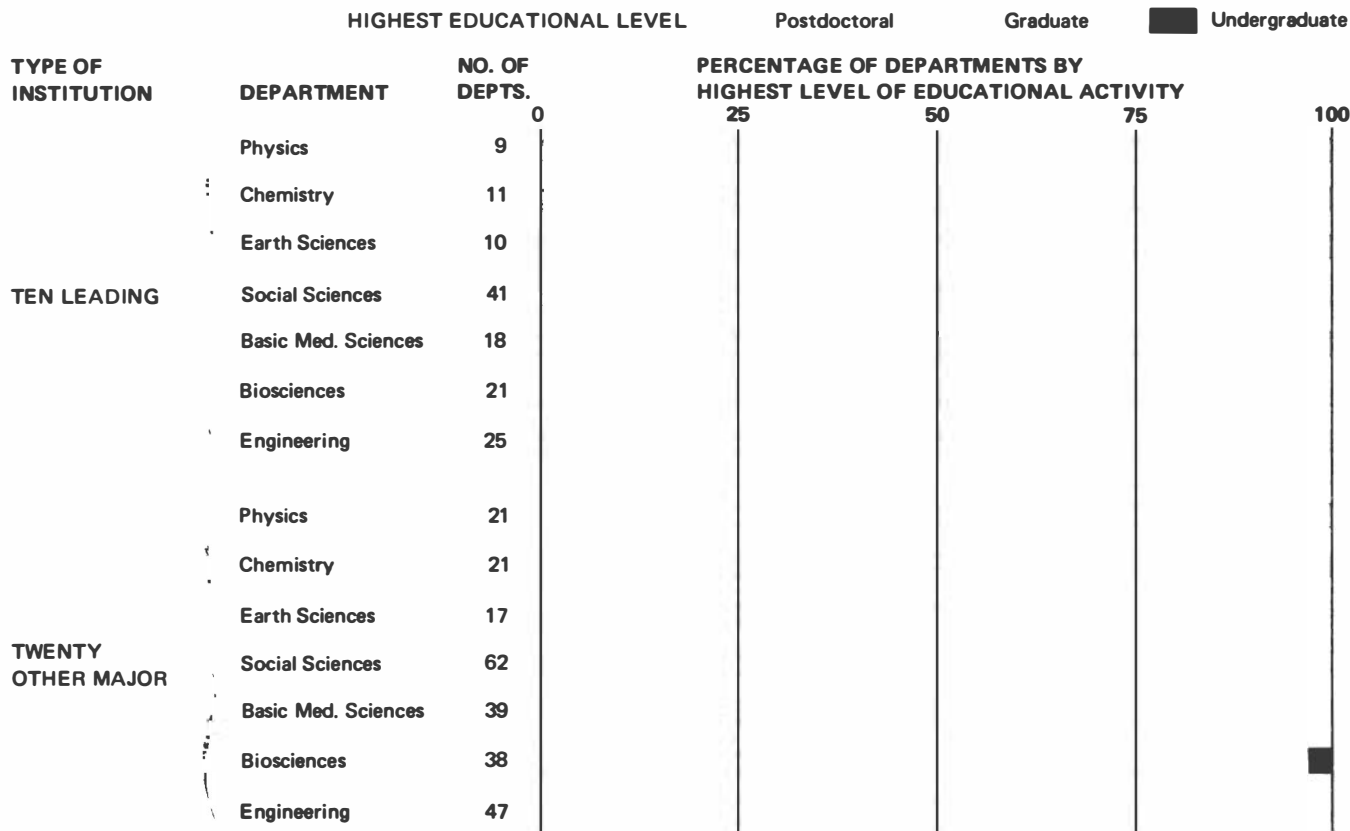 HIGHEST EDUCATIONAL LEVEL Postdoctoral Graduate Undergraduate
TYPE OF INSTITUTION DEPARTMENT NO. OF DEPTS. PERCENTAGE OF DEPARTMENTS BY HIGHEST LEVEL OF EDUCATIONAL ACTIVITY
0 25 50 75 100
Physics 9
Chemistry 11
Earth Sciences 10
TEN LEADING Social Sciences 41
Basic Med. Sciences 18
Biosciences 21
Engineering 25
Physics 21
Chemistry 21
Earth Sciences 17
TWENTY OTHER MAJOR Social Sciences 62
Basic Med. Sciences 39
Biosciences 38
Engineering 47